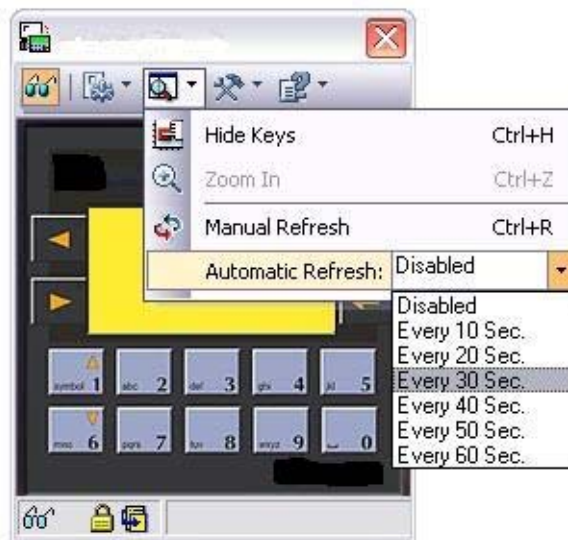 Hide Keys Ctrl+H
Zoom In Ctrl+Z
Manual Refresh Ctrl+R
Automatic Refresh: Disabled
Disabled
Every 10 Sec.
Every 20 Sec.
Every 30 Sec.
Every 40 Sec.
Every 50 Sec.
Every 60 Sec.
symbol 1 abc 2 def 3 ghi 4 jkl 5
mno 6 pqrs 7 tuv 8 wxyz 9 0